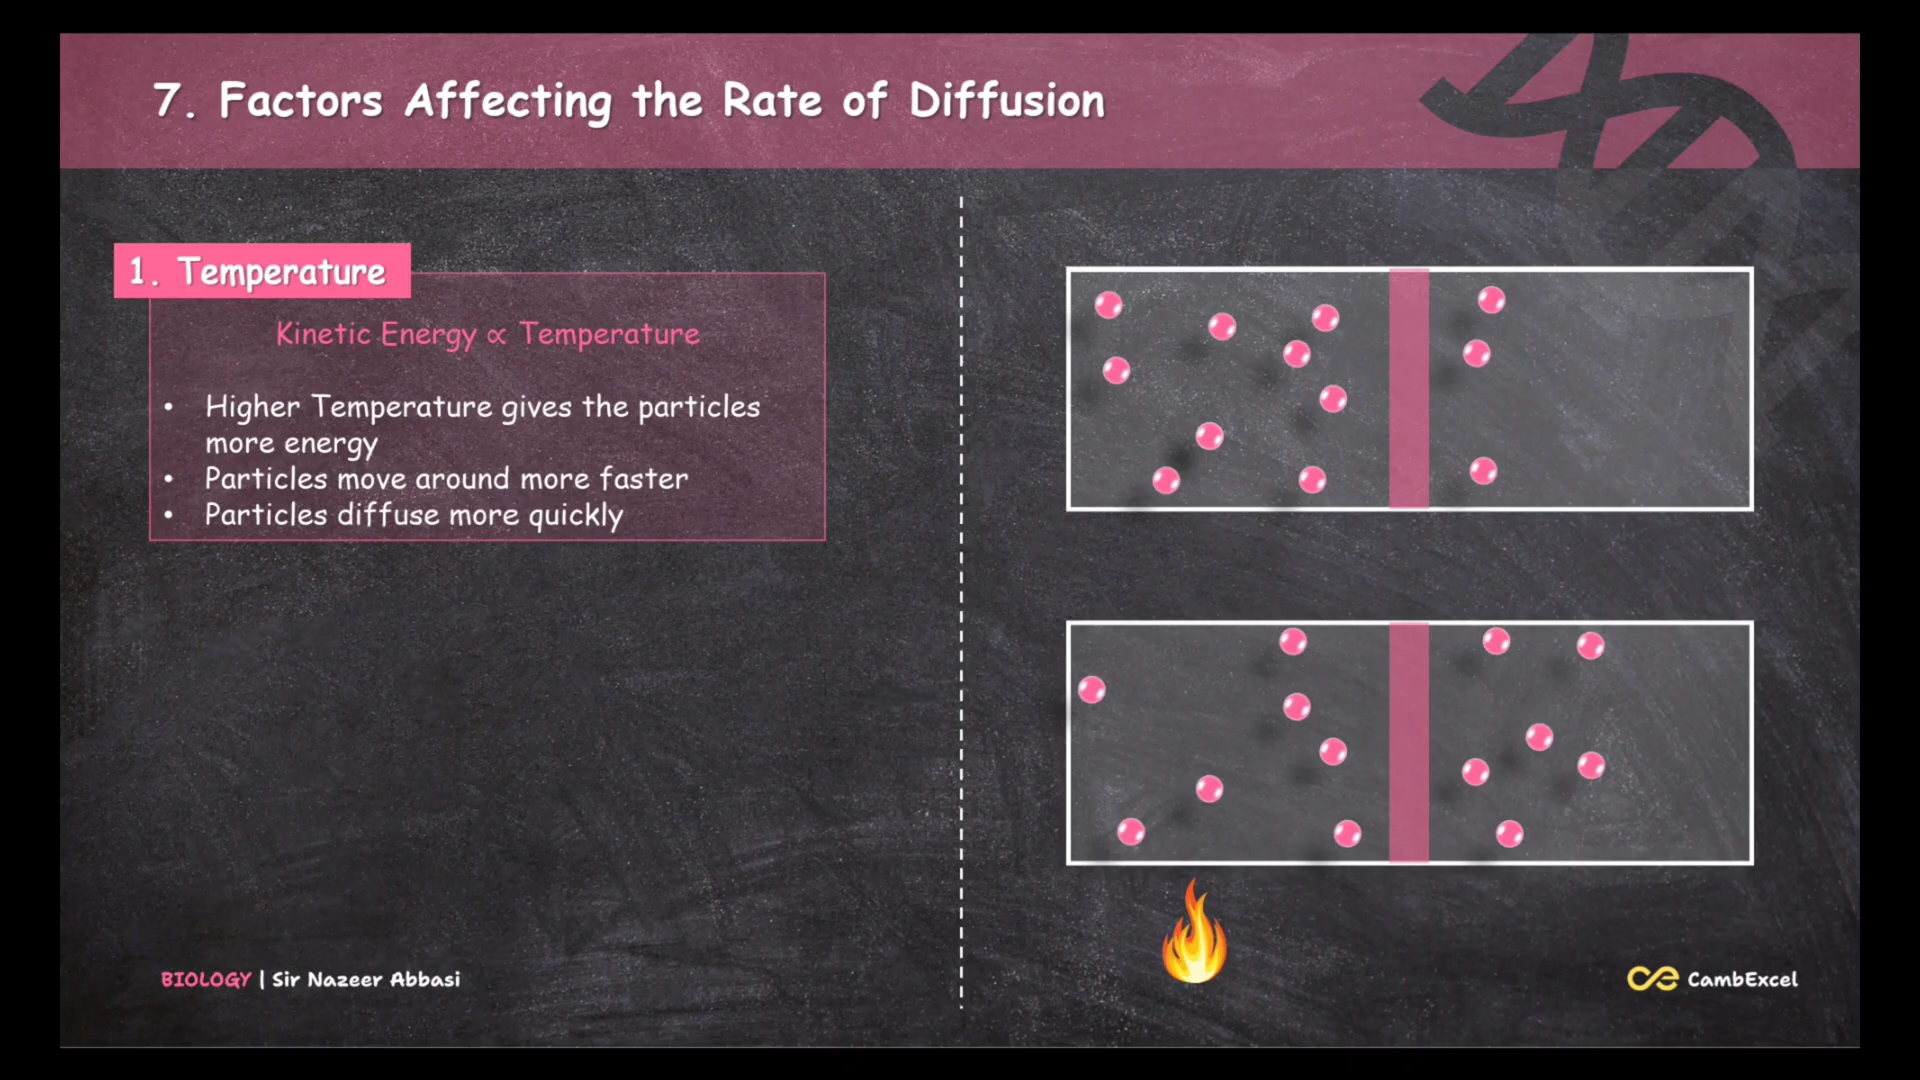 7. Factors Affecting the Rate of Diffusion
1. Temperature
Kinetic Energy ∝ Temperature
• Higher Temperature gives the particles
more energy
• Particles move around more faster
• Particles diffuse more quickly
BIOLOGY | Sir Nazeer Abbasi
CambExcel